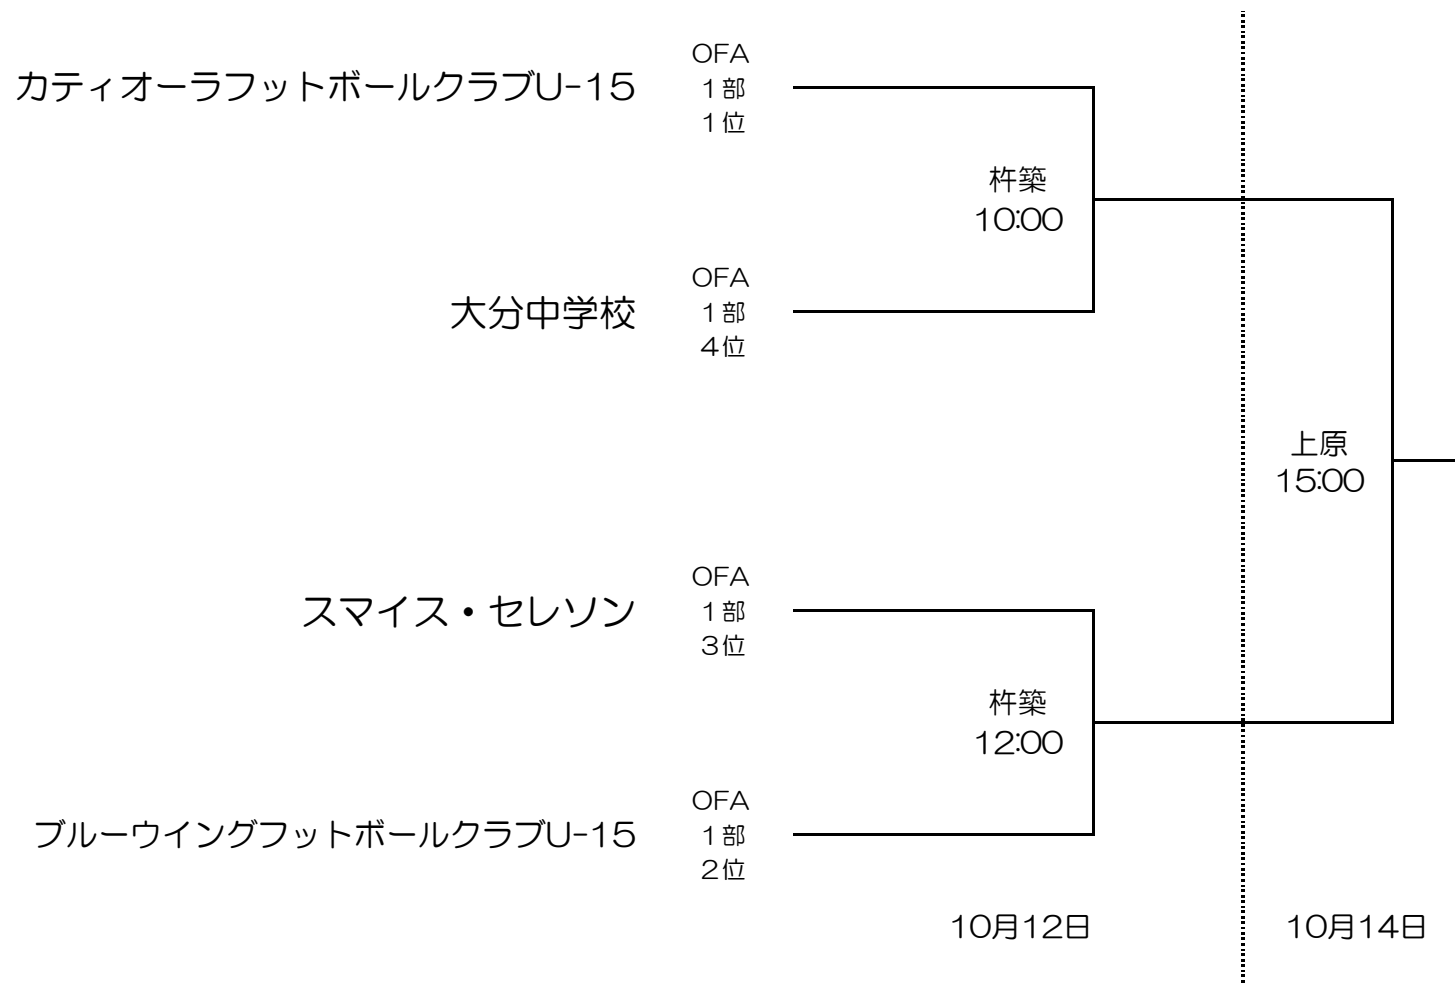 カティオーラフットボールクラブU-15
OFA
1部
1位
杵築
10:00
大分中学校
OFA
1部
4位
上原
15:00
スマイス・セレソン
OFA
1部
3位
杵築
12:00
ブルーウイングフットボールクラブU-15
OFA
1部
2位
10月12日
10月14日